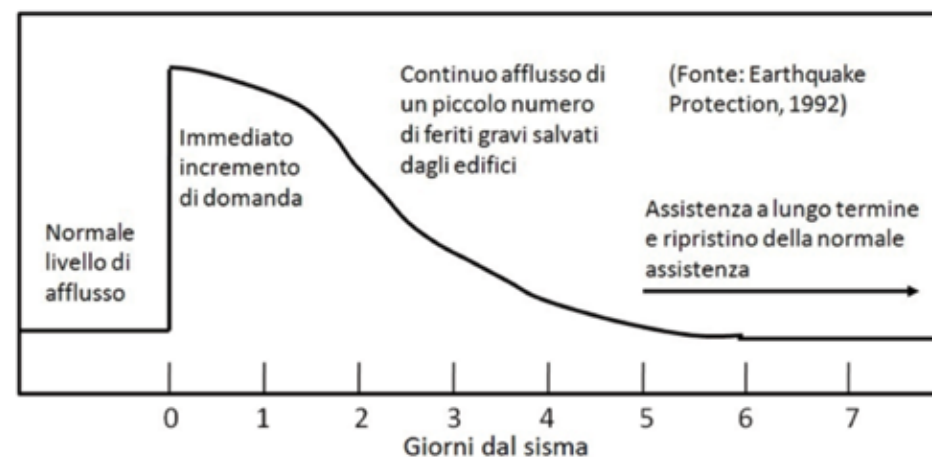 Normale
livello di
afflusso
Immediato
incremento
di domanda
Continuo afflusso di
un piccolo numero
di feriti gravi salvati
dagli edifici
(Fonte: Earthquake
Protection, 1992)
Assistenza a lungo termine
e ripristino della normale
assistenza
0 1 2 3 4 5 6 7
Giorni dal sisma